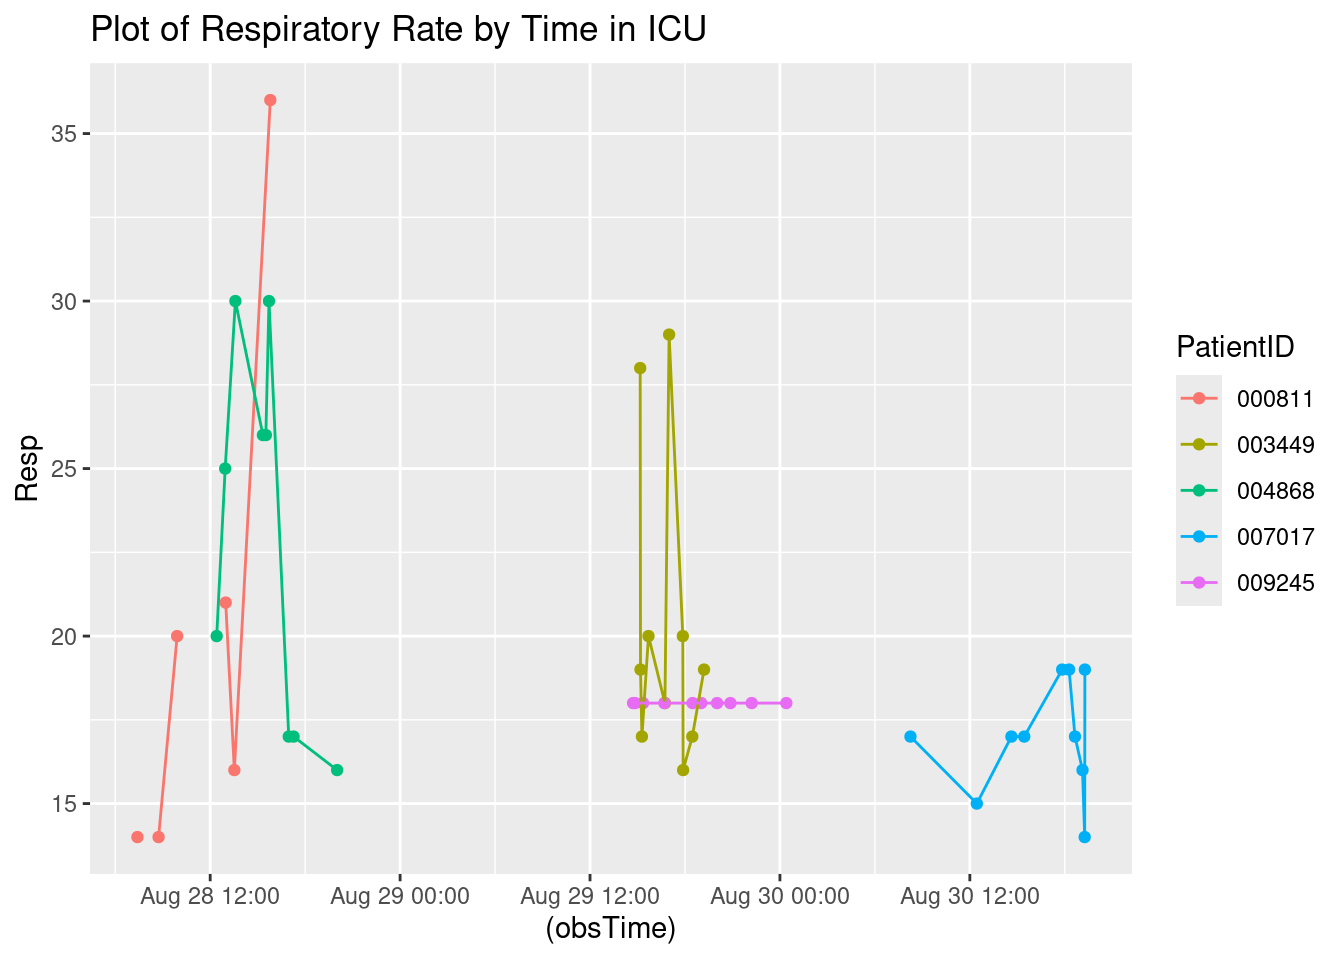 Plot of Respiratory Rate by Time in ICU
35
30
25
20
15
Resp
Aug 28 12:00 Aug 29 00:00 Aug 29 12:00 Aug 30 00:00 Aug 30 12:00
(obsTime)
PatientID
000811
003449
004868
007017
009245